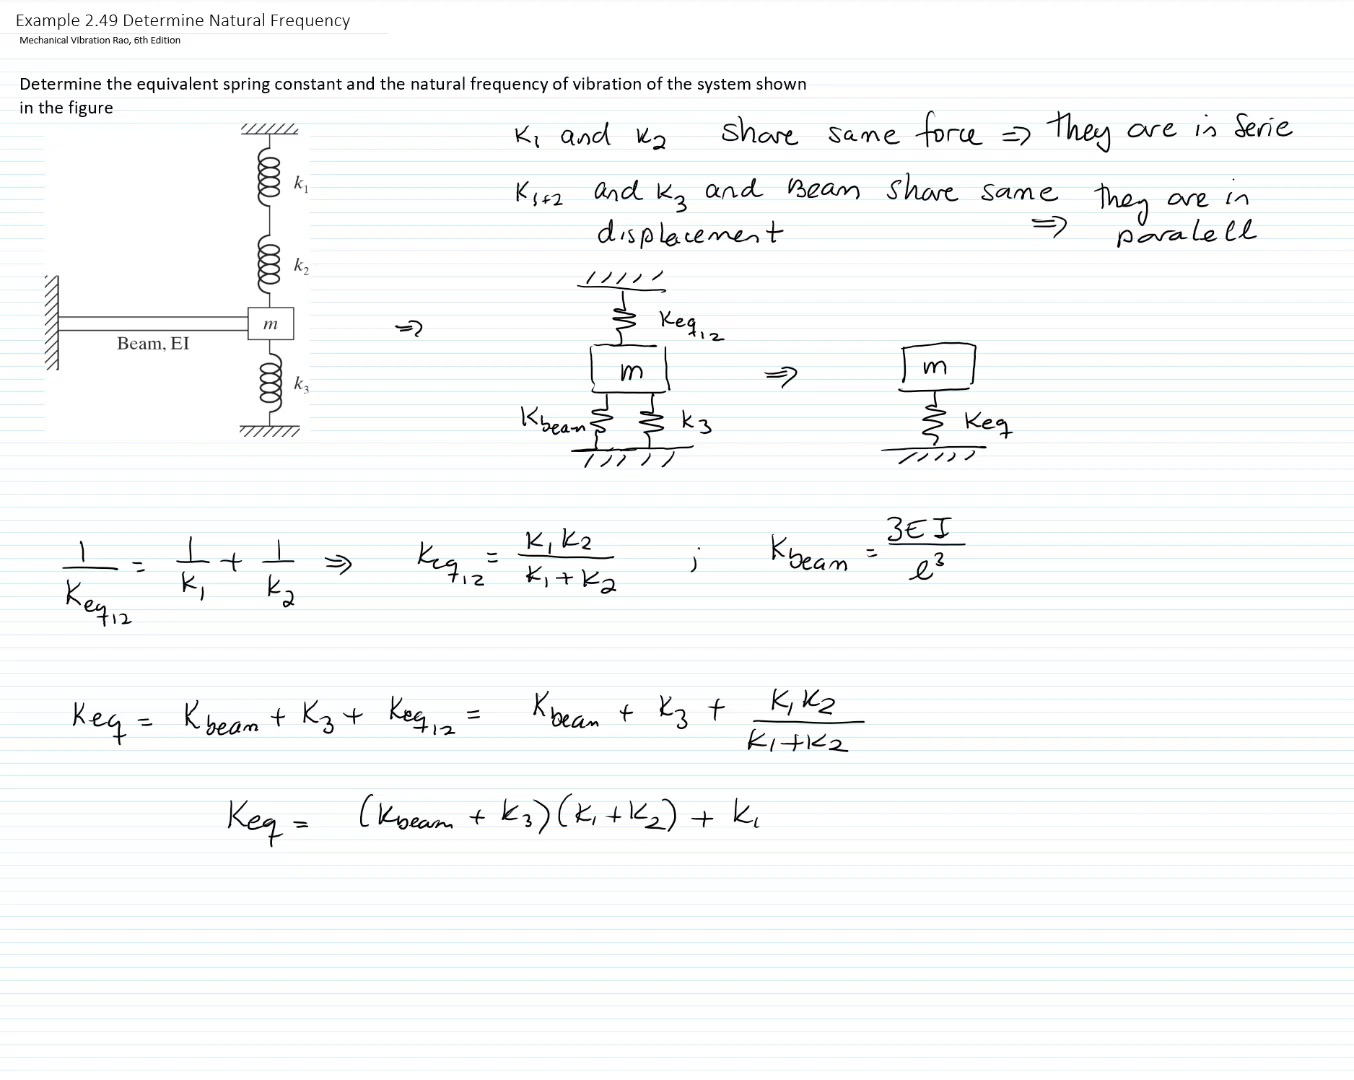 Example 2.49 Determine Natural Frequency
Mechanical Vibration Rao, 6th Edition
Determine the equivalent spring constant and the natural frequency of vibration of the system shown
in the figure
K₁ and K₂ share same force ⇒ they are in Serie
K₁₊₂ and K₃ and Beam share same displacement ⇒ they are in paralell
k₁
k₂
m
Beam, EI
k₃
⇒
Keq₁₂
m
Kbeam
K₃
⇒
m
Keq
1/Keq₁₂ = 1/K₁ + 1/K₂ ⇒ Keq₁₂ = K₁K₂/(K₁+K₂) ; Kbeam = 3EI/l³
Keq = Kbeam + K₃ + Keq₁₂ = Kbeam + K₃ + K₁K₂/(K₁+K₂)
Keq = (Kbeam + K₃)(K₁+K₂) + K₁